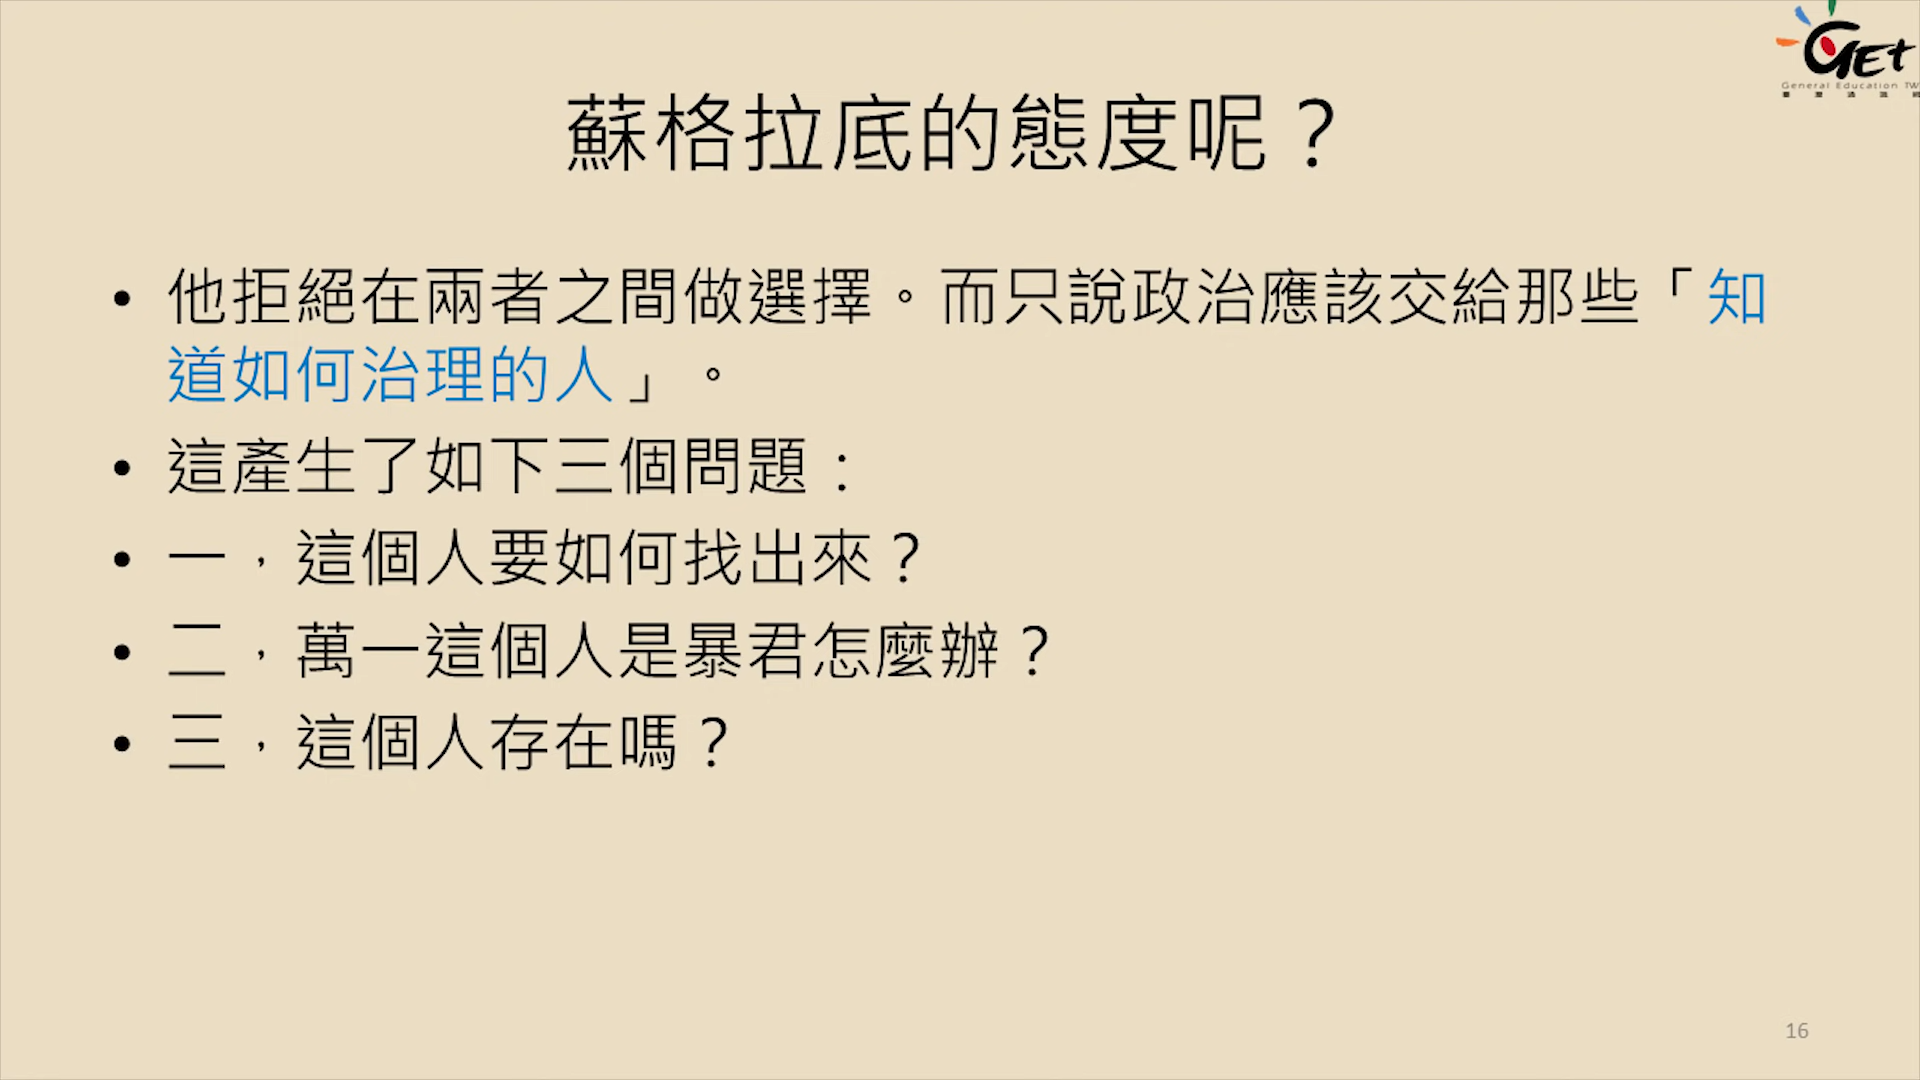 GEt
General Education TW
蘇格拉底的態度呢？
• 他拒絕在兩者之間做選擇。而只說政治應該交給那些「知
道如何治理的人」。
• 這產生了如下三個問題：
• 一，這個人要如何找出來？
• 二，萬一這個人是暴君怎麼辦？
• 三，這個人存在嗎？
16